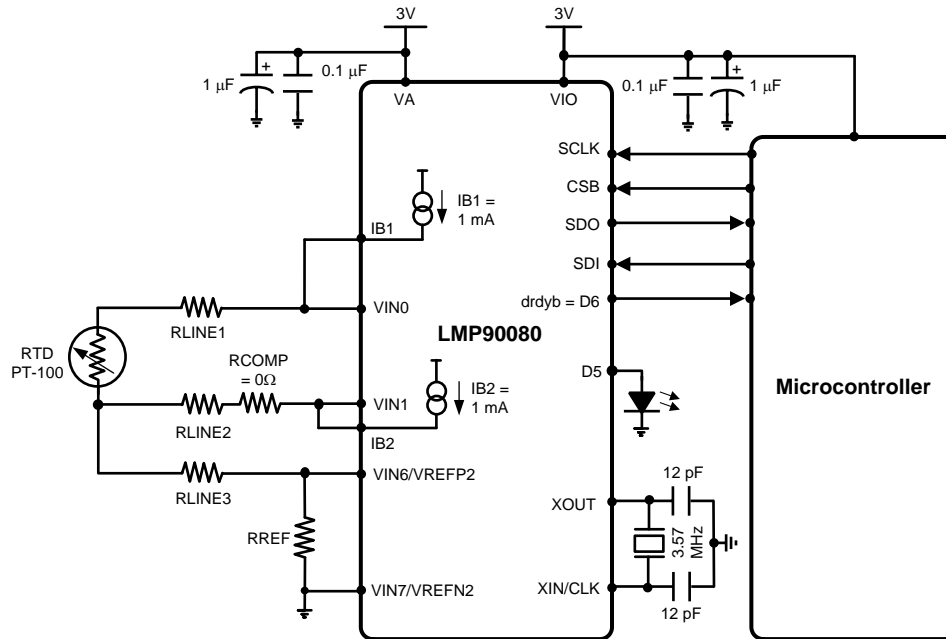 3V
3V
1 μF
+
0.1 μF
0.1 μF
+
1 μF
VA
VIO
SCLK
CSB
SDO
SDI
drdyb = D6
IB1
IB1 =
1 mA
VIN0
RLINE1
LMP90080
RTD
PT-100
RCOMP
= 0Ω
D5
Microcontroller
IB2 =
1 mA
VIN1
RLINE2
IB2
VIN6/VREFP2
RLINE3
12 pF
XOUT
RREF
3.57
MHz
VIN7/VREFN2
XIN/CLK
12 pF